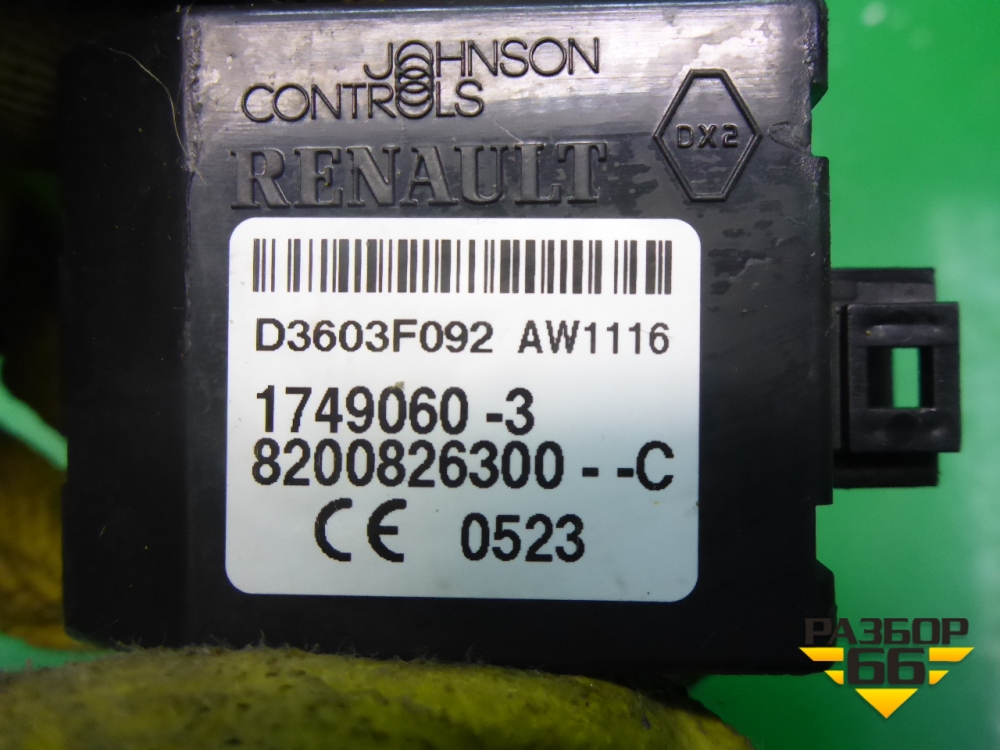 JOHNSON
CONTROLS
RENAULT
DX2
D3603F092 AW1116
1749060 -3
8200826300 - -C
CE 0523
РАЗБОР
66